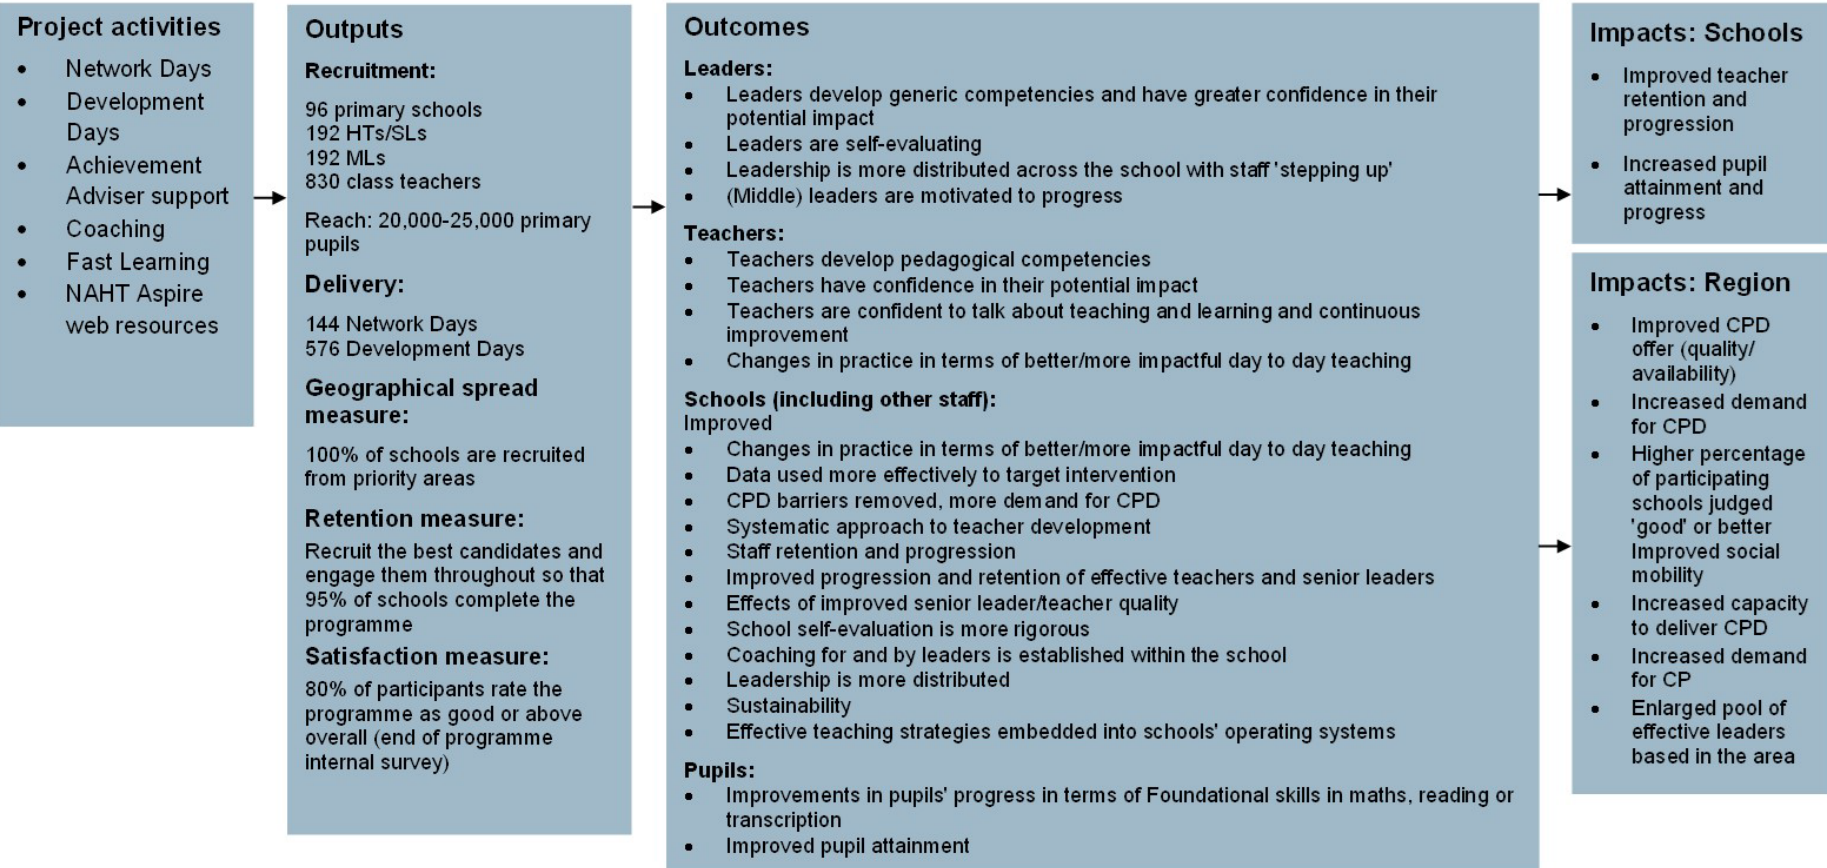 Project activities
• Network Days
• Development
Days
• Achievement
Adviser support
• Coaching
• Fast Learning
• NAHT Aspire
web resources
Outputs
Recruitment:
96 primary schools
192 HTs/SLs
192 MLs
830 class teachers
Reach: 20,000-25,000 primary
pupils
Delivery:
144 Network Days
576 Development Days
Geographical spread
measure:
100% of schools are recruited
from priority areas
Retention measure:
Recruit the best candidates and
engage them throughout so that
95% of schools complete the
programme
Satisfaction measure:
80% of participants rate the
programme as good or above
overall (end of programme
internal survey)
Outcomes
Leaders:
• Leaders develop generic competencies and have greater confidence in their
potential impact
• Leaders are self-evaluating
• Leadership is more distributed across the school with staff 'stepping up'
• (Middle) leaders are motivated to progress
Teachers:
• Teachers develop pedagogical competencies
• Teachers have confidence in their potential impact
• Teachers are confident to talk about teaching and learning and continuous
improvement
• Changes in practice in terms of better/more impactful day to day teaching
Schools (including other staff):
Improved
• Changes in practice in terms of better/more impactful day to day teaching
• Data used more effectively to target intervention
• CPD barriers removed, more demand for CPD
• Systematic approach to teacher development
• Staff retention and progression
• Improved progression and retention of effective teachers and senior leaders
• Effects of improved senior leader/teacher quality
• School self-evaluation is more rigorous
• Coaching for and by leaders is established within the school
• Leadership is more distributed
• Sustainability
• Effective teaching strategies embedded into schools' operating systems
Pupils:
• Improvements in pupils' progress in terms of Foundational skills in maths, reading or
transcription
• Improved pupil attainment
Impacts: Schools
• Improved teacher
retention and
progression
• Increased pupil
attainment and
progress
Impacts: Region
• Improved CPD
offer (quality/
availability)
• Increased demand
for CPD
• Higher percentage
of participating
schools judged
'good' or better
Improved social
mobility
• Increased capacity
to deliver CPD
• Increased demand
for CP
• Enlarged pool of
effective leaders
based in the area